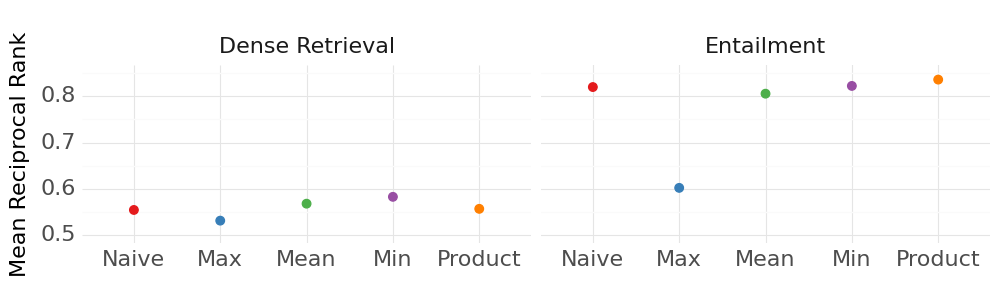 Dense Retrieval
Entailment
Mean Reciprocal Rank
0.8
0.7
0.6
0.5
Naive Max Mean Min Product
Naive Max Mean Min Product